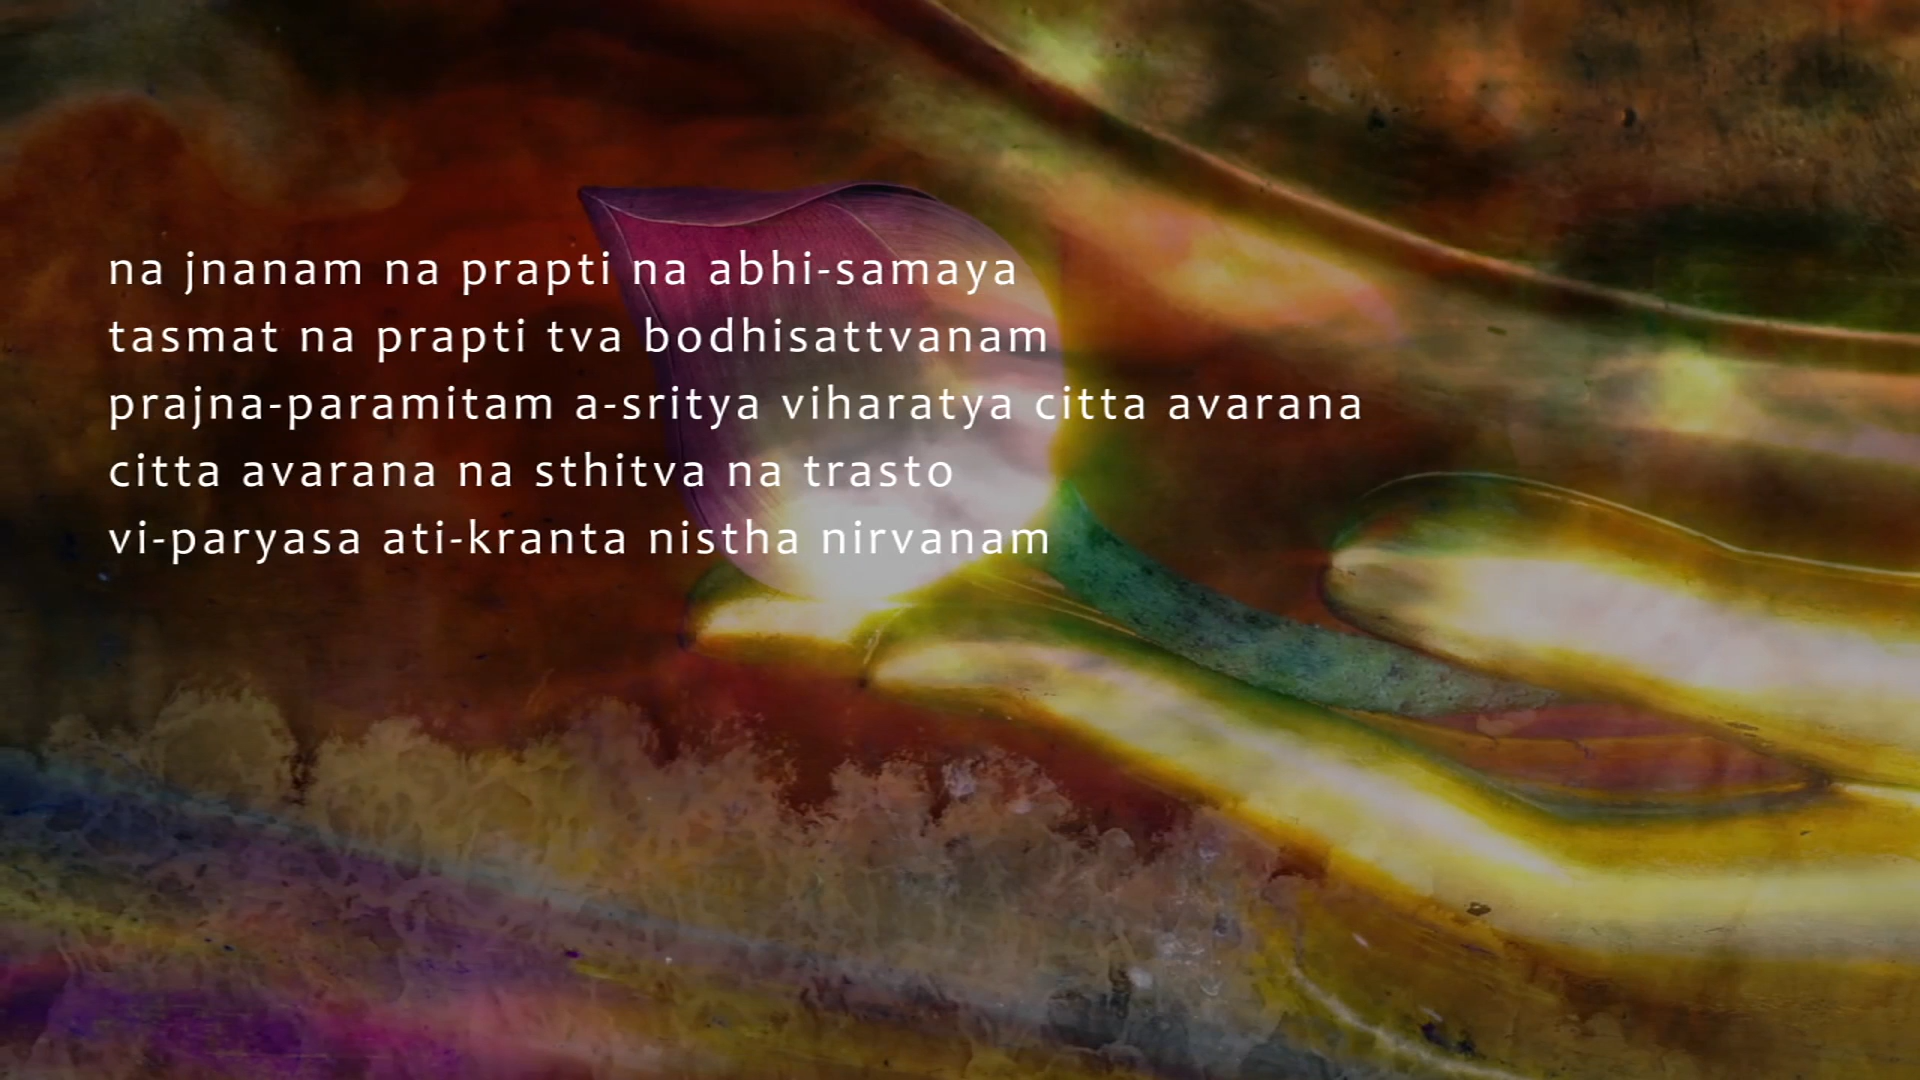 na jnanam na prapti na abhi-samaya
tasmat na prapti tva bodhisattvanam
prajna-paramitam a-sritya viharatya citta avarana
citta avarana na sthitva na trasto
vi-paryasa ati-kranta nistha nirvanam